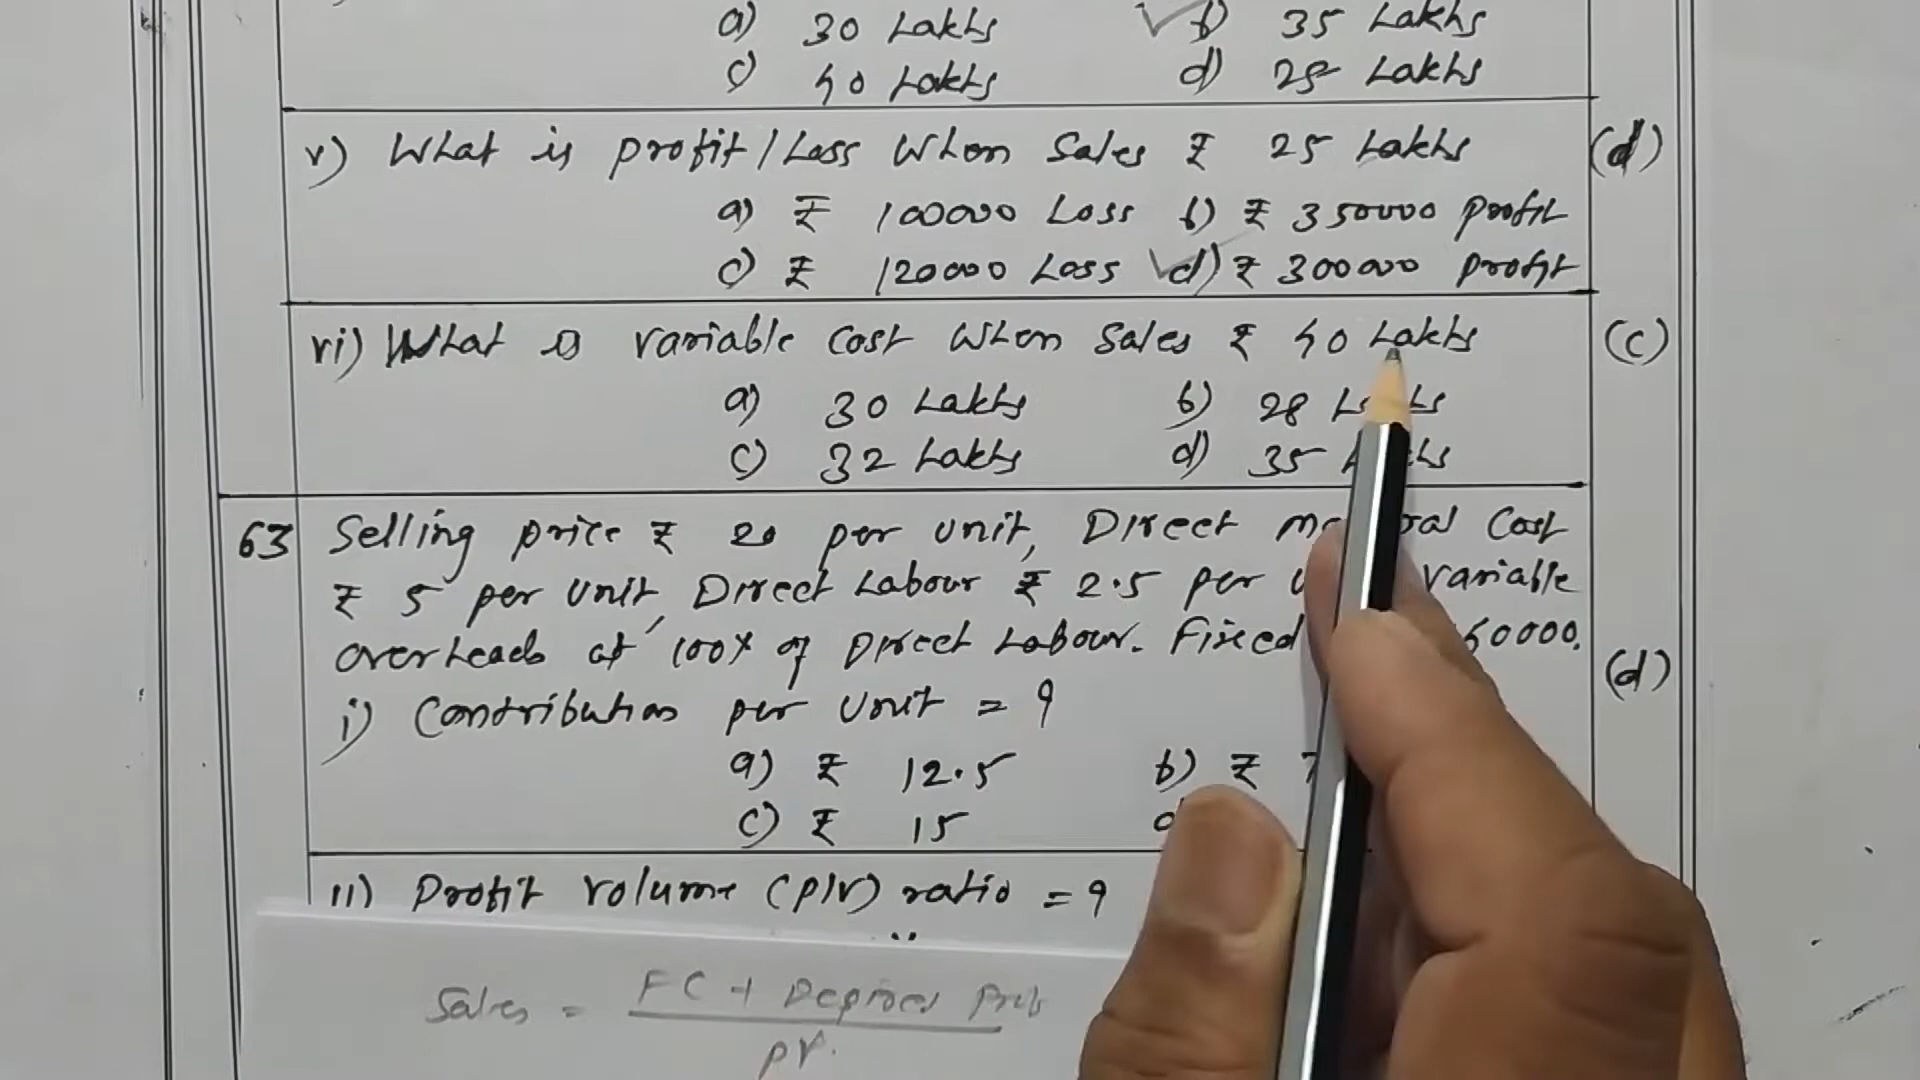 a) 30 Lakhs b) 35 Lakhs
c) 40 Lakhs d) 28 Lakhs
v) What is profit/Loss When Sales ₹ 25 Lakhs (d)
a) ₹ 100000 Loss b) ₹ 350000 profit
c) ₹ 120000 Loss d) ₹ 300000 profit
vi) What is variable cost when sales ₹ 40 Lakhs (c)
a) 30 Lakhs b) 28
c) 32 Lakhs d) 35
63 Selling price ₹ 20 per unit, Direct Cost
₹ 5 per unit, Direct Labour ₹ 2.5 per variable
overheads at 100% of Direct Labour. Fixed
(d)
i) Contribution per unit = ?
a) ₹ 12.5 b) ₹
c) ₹ 15
ii) Profit volume (P/V) ratio = ?
Sales = FC +
PV.